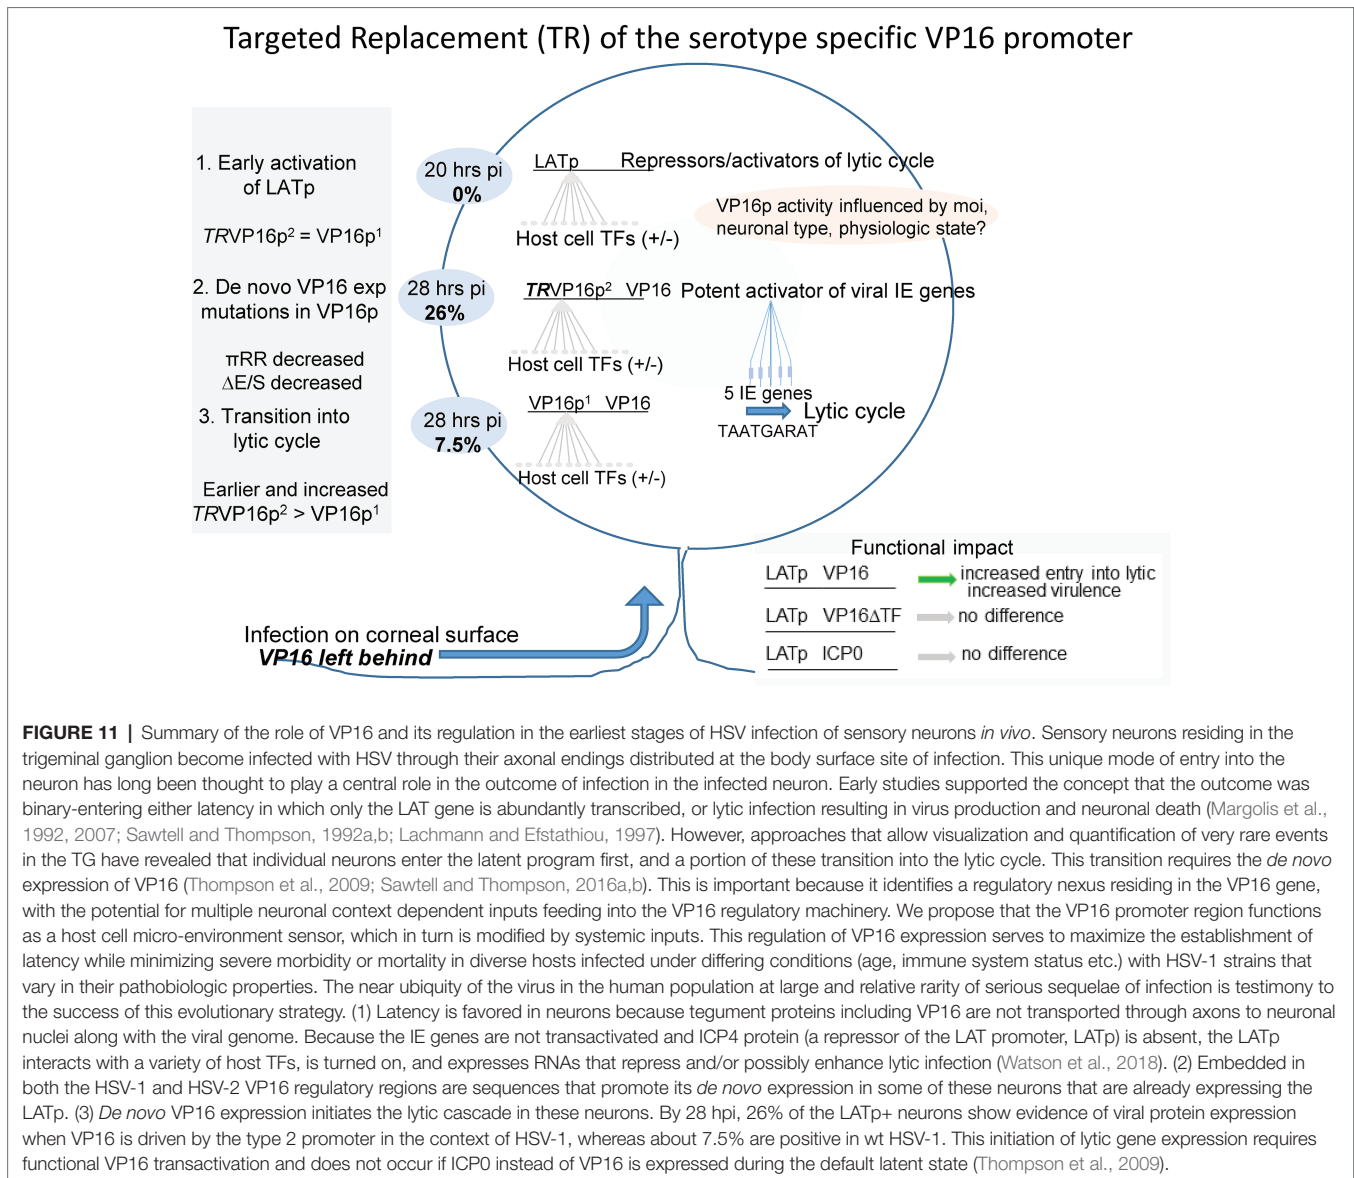 Targeted Replacement (TR) of the serotype specific VP16 promoter
1. Early activation
of LATp
TRVP16p² = VP16p¹
2. De novo VP16 exp
mutations in VP16p
πRR decreased
ΔE/S decreased
3. Transition into
lytic cycle
Earlier and increased
TRVP16p² > VP16p¹
20 hrs pi
0%
LATp
Repressors/activators of lytic cycle
Host cell TFs (+/-)
VP16p activity influenced by moi,
neuronal type, physiologic state?
28 hrs pi
26%
TRVP16p² VP16
Potent activator of viral IE genes
Host cell TFs (+/-)
5 IE genes
Lytic cycle
TAATGARAT
28 hrs pi
7.5%
VP16p¹ VP16
Host cell TFs (+/-)
Infection on corneal surface
VP16 left behind
Functional impact
LATp VP16
increased entry into lytic
increased virulence
LATp VP16ΔTF
no difference
LATp ICP0
no difference
FIGURE 11 | Summary of the role of VP16 and its regulation in the earliest stages of HSV infection of sensory neurons in vivo. Sensory neurons residing in the
trigeminal ganglion become infected with HSV through their axonal endings distributed at the body surface site of infection. This unique mode of entry into the
neuron has long been thought to play a central role in the outcome of infection in the infected neuron. Early studies supported the concept that the outcome was
binary-entering either latency in which only the LAT gene is abundantly transcribed, or lytic infection resulting in virus production and neuronal death (Margolis et al.,
1992, 2007; Sawtell and Thompson, 1992a,b; Lachmann and Efstathiou, 1997). However, approaches that allow visualization and quantification of very rare events
in the TG have revealed that individual neurons enter the latent program first, and a portion of these transition into the lytic cycle. This transition requires the de novo
expression of VP16 (Thompson et al., 2009; Sawtell and Thompson, 2016a,b). This is important because it identifies a regulatory nexus residing in the VP16 gene,
with the potential for multiple neuronal context dependent inputs feeding into the VP16 regulatory machinery. We propose that the VP16 promoter region functions
as a host cell micro-environment sensor, which in turn is modified by systemic inputs. This regulation of VP16 expression serves to maximize the establishment of
latency while minimizing severe morbidity or mortality in diverse hosts infected under differing conditions (age, immune system status etc.) with HSV-1 strains that
vary in their pathobiologic properties. The near ubiquity of the virus in the human population at large and relative rarity of serious sequelae of infection is testimony to
the success of this evolutionary strategy. (1) Latency is favored in neurons because tegument proteins including VP16 are not transported through axons to neuronal
nuclei along with the viral genome. Because the IE genes are not transactivated and ICP4 protein (a repressor of the LAT promoter, LATp) is absent, the LATp
interacts with a variety of host TFs, is turned on, and expresses RNAs that repress and/or possibly enhance lytic infection (Watson et al., 2018). (2) Embedded in
both the HSV-1 and HSV-2 VP16 regulatory regions are sequences that promote its de novo expression in some of these neurons that are already expressing the
LATp. (3) De novo VP16 expression initiates the lytic cascade in these neurons. By 28 hpi, 26% of the LATp+ neurons show evidence of viral protein expression
when VP16 is driven by the type 2 promoter in the context of HSV-1, whereas about 7.5% are positive in wt HSV-1. This initiation of lytic gene expression requires
functional VP16 transactivation and does not occur if ICP0 instead of VP16 is expressed during the default latent state (Thompson et al., 2009).